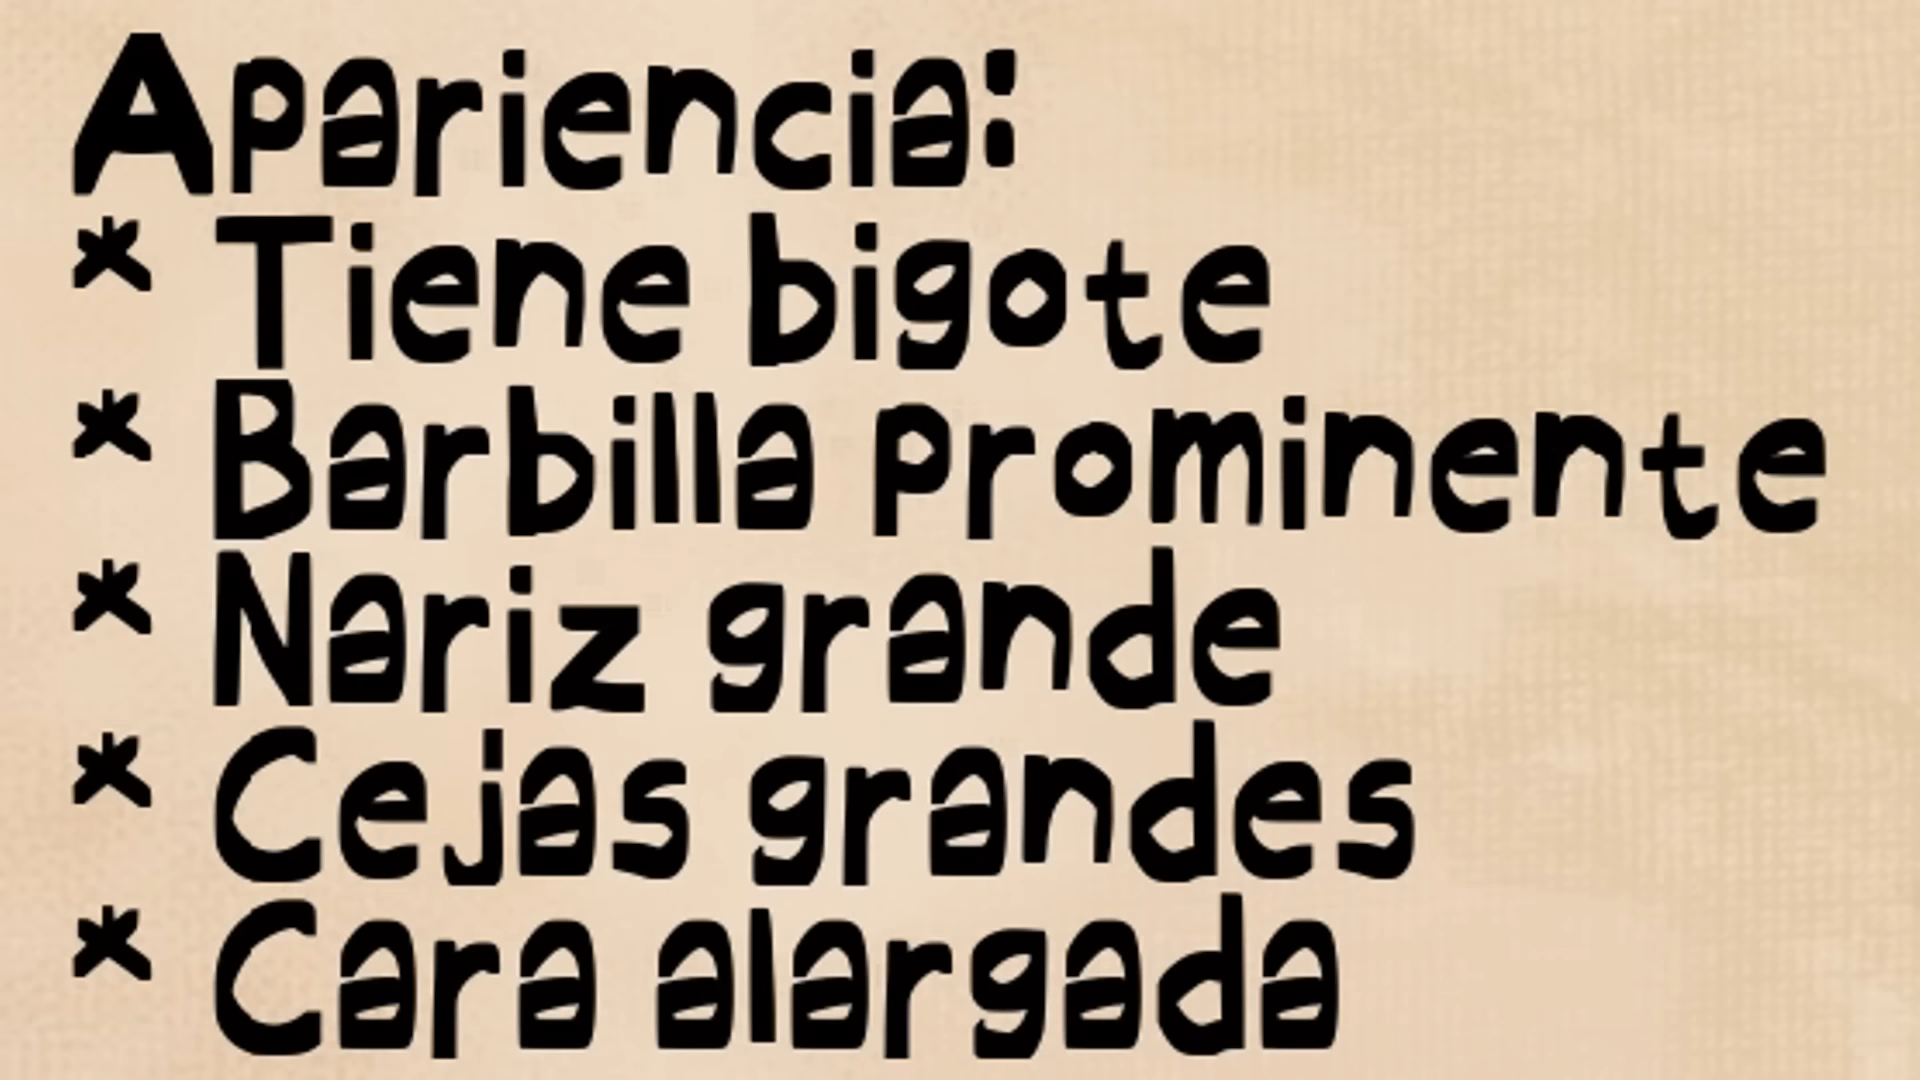 Apariencia:
* Tiene bigote
* Barbilla prominente
* Nariz grande
* Cejas grandes
* Cara alargada